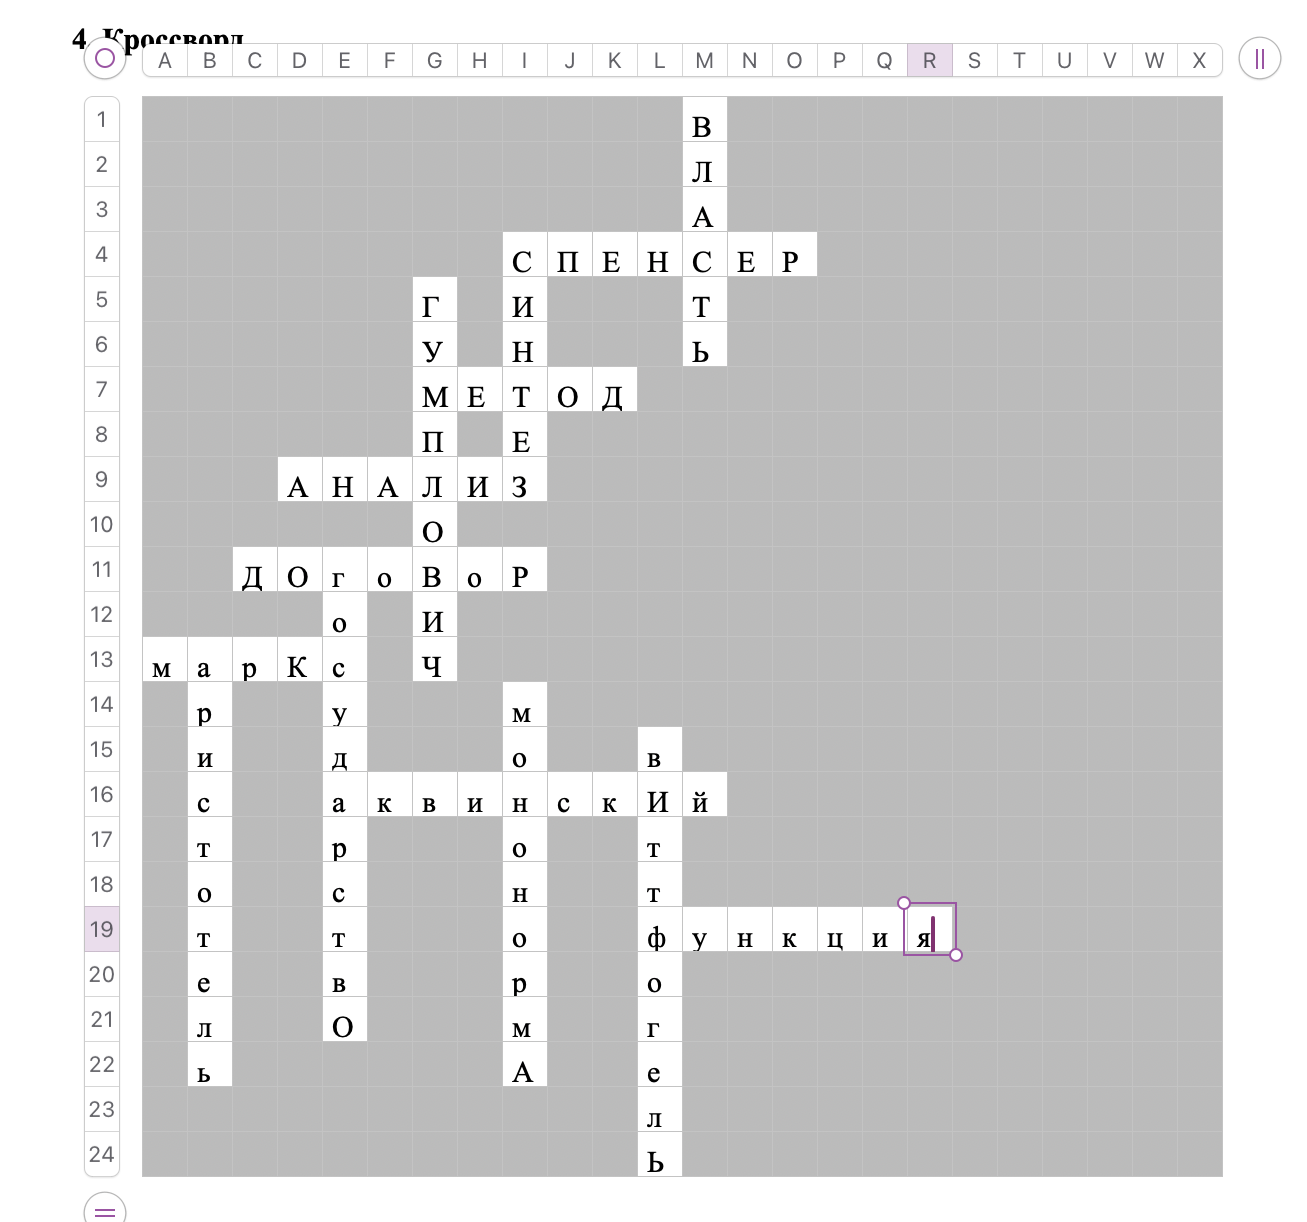 4. Кроссворд
A B C D E F G H I J K L M N O P Q R S T U V W X
1 В
2 Л
3 А
4 С П Е Н С Е Р
5 Г И Т
6 У Н Ь
7 М Е Т О Д
8 П Е
9 А Н А Л И З
10 О
11 Д О г о В о Р
12 о И
13 м а р К с Ч
14 р у м
15 и д о в
16 с а к в и н с к И й
17 т р о т
18 о с н т
19 т т о ф у н к ц и я
20 е в р о
21 л О м г
22 ь А е
23 л
24 Ь